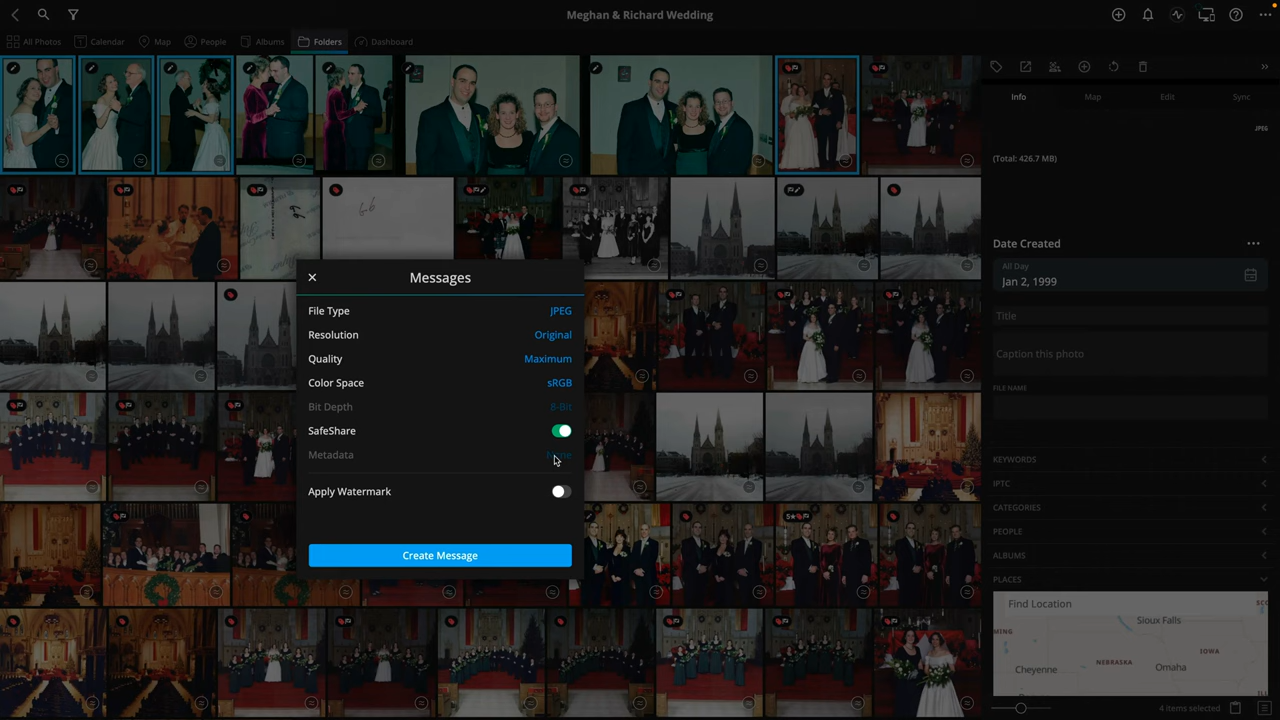 Meghan & Richard Wedding
All Photos
Calendar
Map
People
Albums
Folders
Dashboard
Info
Map
Edit
Sync
JPEG
(Total: 426.7 MB)
Date Created
All Day
Jan 2, 1999
Title
Caption this photo
FILE NAME
KEYWORDS
IPTC
CATEGORIES
PEOPLE
ALBUMS
PLACES
Find Location
Sioux Falls
MING
IOWA
NEBRASKA
Omaha
Cheyenne
4 items selected
Messages
File Type JPEG
Resolution Original
Quality Maximum
Color Space sRGB
Bit Depth 8-Bit
SafeShare
Metadata
Apply Watermark
Create Message